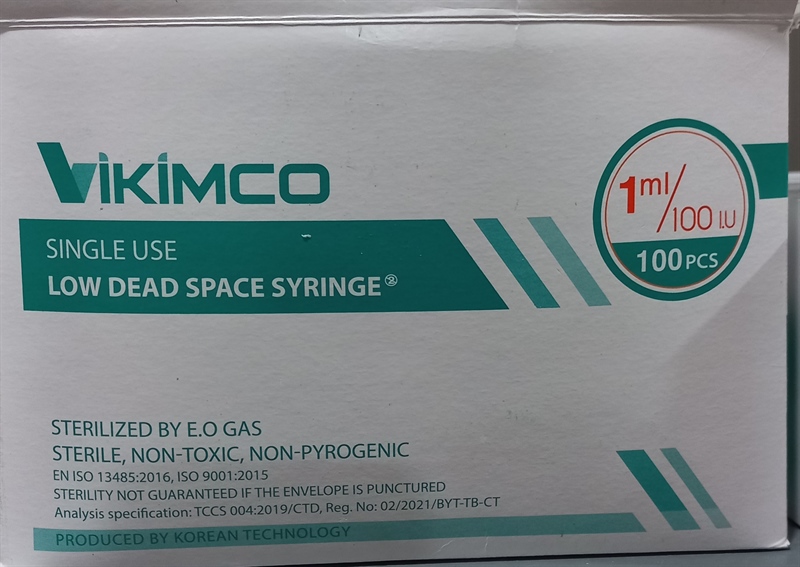 VIKIMCO
1ml/100 I.U
100 PCS
SINGLE USE
LOW DEAD SPACE SYRINGE②
STERILIZED BY E.O GAS
STERILE, NON-TOXIC, NON-PYROGENIC
EN ISO 13485:2016, ISO 9001:2015
STERILITY NOT GUARANTEED IF THE ENVELOPE IS PUNCTURED
Analysis specification: TCCS 004:2019/CTD, Reg. No: 02/2021/BYT-TB-CT
PRODUCED BY KOREAN TECHNOLOGY